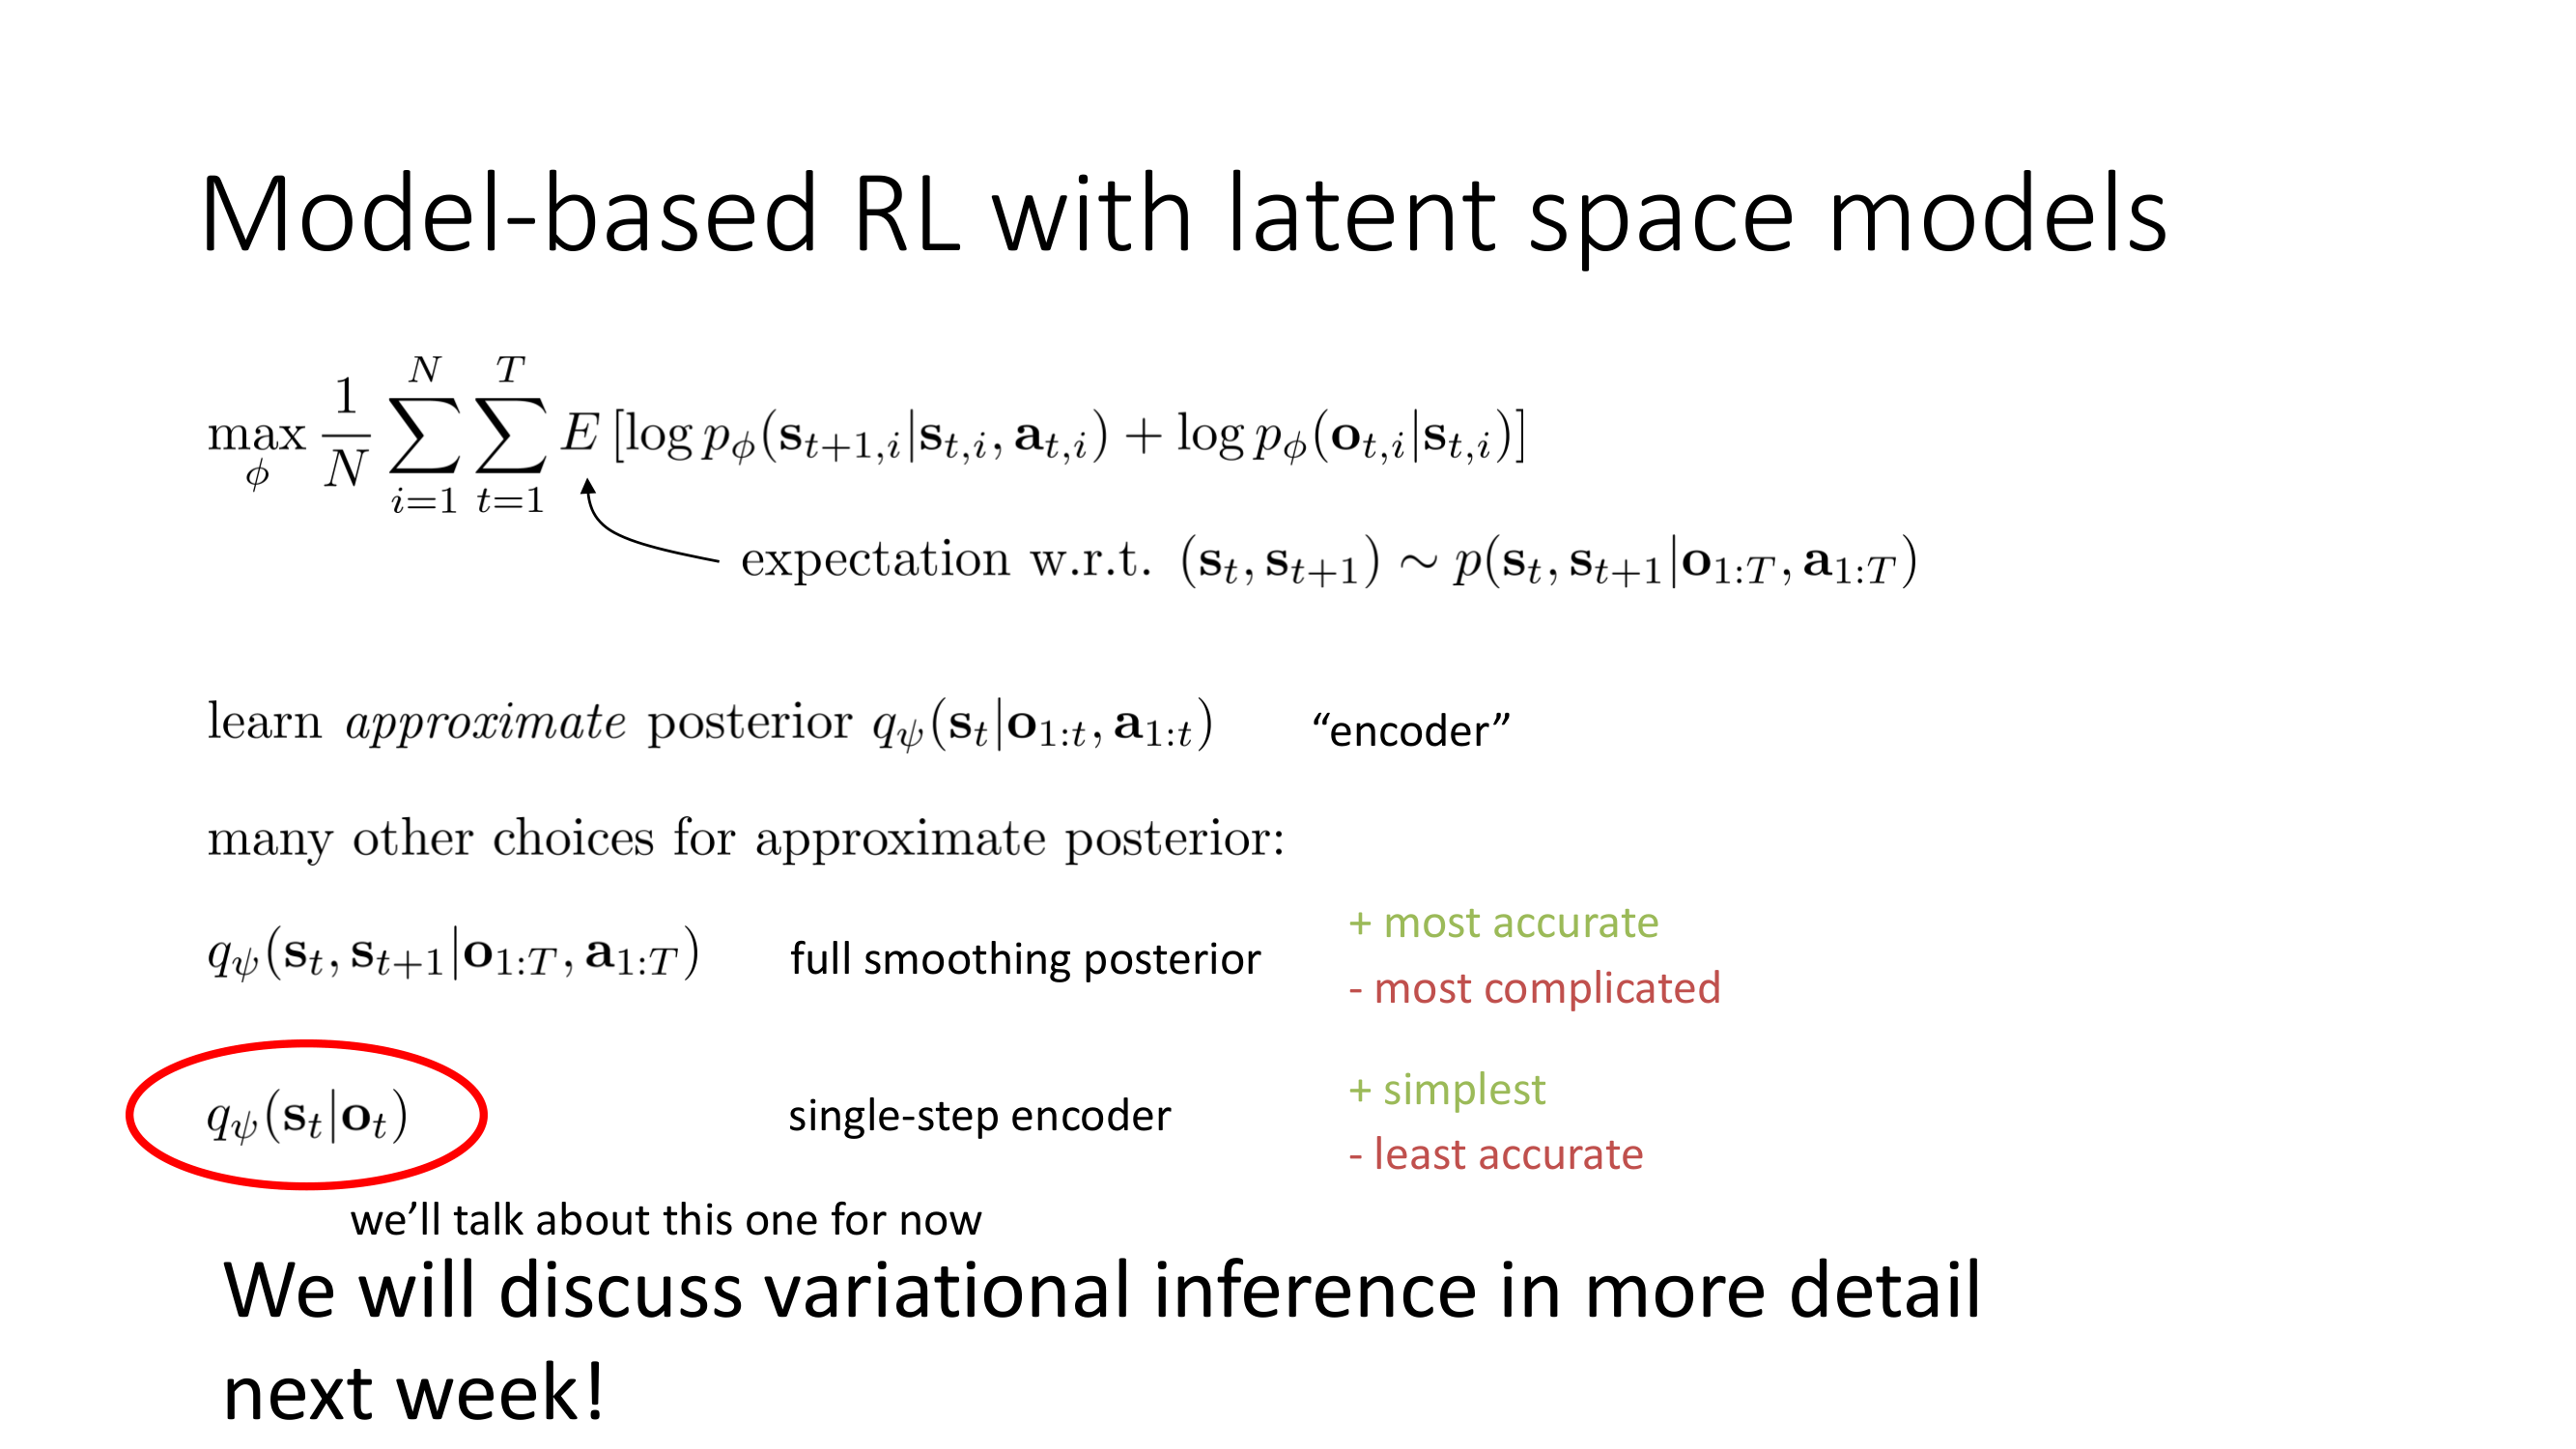 Model-based RL with latent space models
$\max_{\phi} \frac{1}{N} \sum_{i=1}^{N} \sum_{t=1}^{T} E\left[\log p_{\phi}(\mathbf{s}_{t+1,i}|\mathbf{s}_{t,i}, \mathbf{a}_{t,i}) + \log p_{\phi}(\mathbf{o}_{t,i}|\mathbf{s}_{t,i})\right]$
expectation w.r.t. $(\mathbf{s}_t, \mathbf{s}_{t+1}) \sim p(\mathbf{s}_t, \mathbf{s}_{t+1}|\mathbf{o}_{1:T}, \mathbf{a}_{1:T})$
learn approximate posterior $q_{\psi}(\mathbf{s}_t|\mathbf{o}_{1:t}, \mathbf{a}_{1:t})$ “encoder”
many other choices for approximate posterior:
$q_{\psi}(\mathbf{s}_t, \mathbf{s}_{t+1}|\mathbf{o}_{1:T}, \mathbf{a}_{1:T})$ full smoothing posterior
+ most accurate
- most complicated
$q_{\psi}(\mathbf{s}_t|\mathbf{o}_t)$ single-step encoder
+ simplest
- least accurate
we’ll talk about this one for now
We will discuss variational inference in more detail
next week!